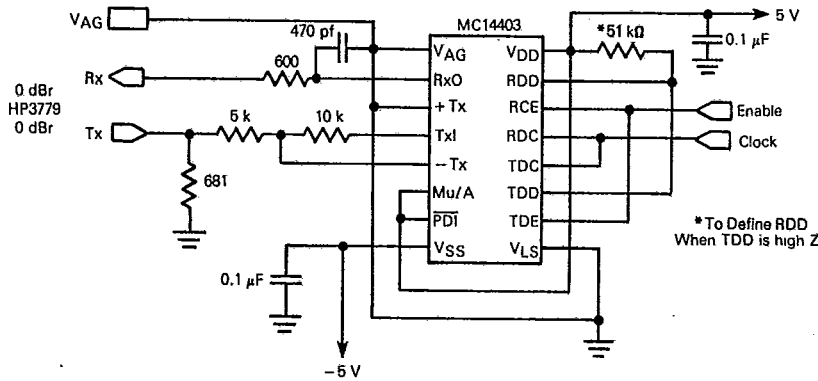 MC14403
VAG
470 pf
600
Rx
0 dBr
HP3779
0 dBr
Tx
5 k
10 k
681
VAG
RxO
+Tx
TxI
−Tx
Mu/A
PDI
VSS
VDD
RDD
RCE
RDC
TDC
TDD
TDE
VLS
*51 kΩ
5 V
0.1 µF
Enable
Clock
*To Define RDD
When TDD is high Z
0.1 µF
−5 V